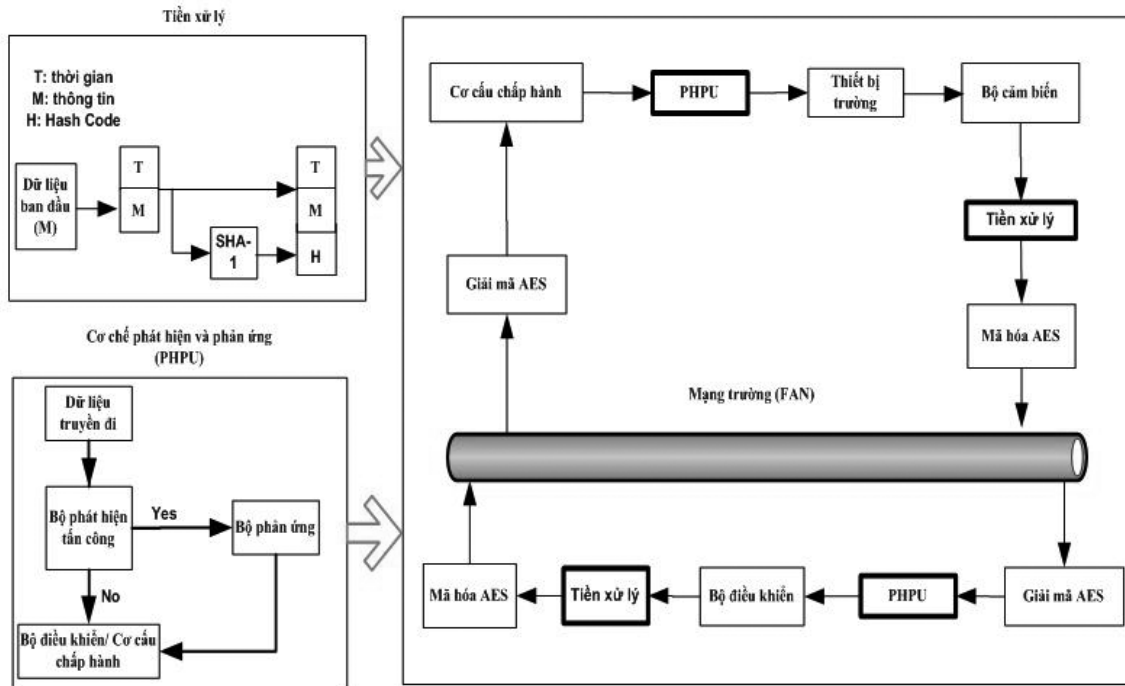 Tiền xử lý
T: thời gian
M: thông tin
H: Hash Code
Dữ liệu
ban đầu
(M)
T
M
SHA-
1
T
M
H
Cơ chế phát hiện và phản ứng
(PHPU)
Dữ liệu
truyền đi
Bộ phát hiện
tấn công
Yes
Bộ phản ứng
No
Bộ điều khiển/ Cơ cấu
chấp hành
Cơ cấu chấp hành
PHPU
Thiết bị
trường
Bộ cảm biến
Tiền xử lý
Mã hóa AES
Giải mã AES
Mạng trường (FAN)
Mã hóa AES
Tiền xử lý
Bộ điều khiển
PHPU
Giải mã AES